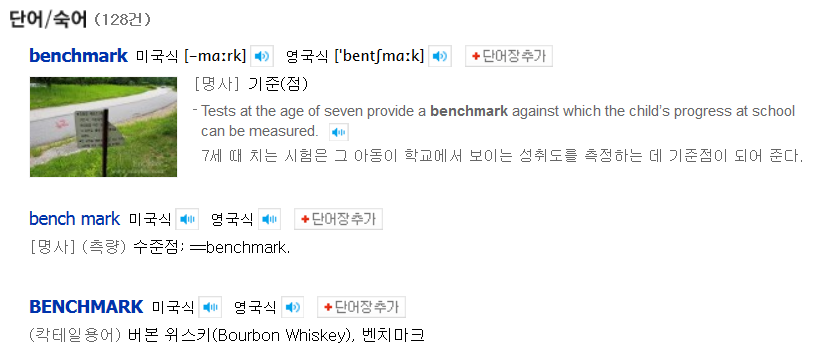 단어/숙어 (128건)
benchmark 미국식 [-mɑːrk] 영국식 ['bentʃmɑːk] +단어장추가
[명사] 기준(점)
- Tests at the age of seven provide a benchmark against which the child's progress at school
can be measured.
7세 때 치는 시험은 그 아동이 학교에서 보이는 성취도를 측정하는 데 기준점이 되어 준다.
bench mark 미국식 영국식 +단어장추가
[명사] (측량) 수준점; ═benchmark.
BENCHMARK 미국식 영국식 +단어장추가
(칵테일용어) 버본 위스키(Bourbon Whiskey), 벤치마크